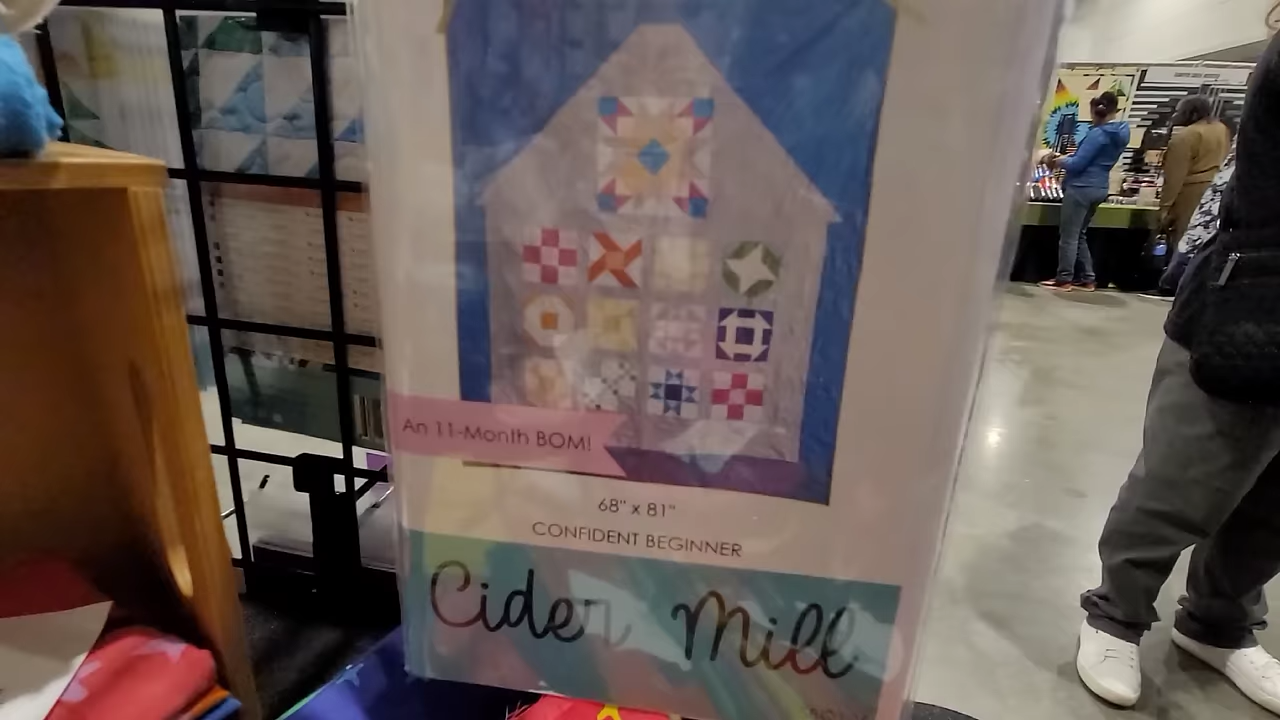 An 11-Month BOM!
68" x 81"
CONFIDENT BEGINNER
Cider Mill